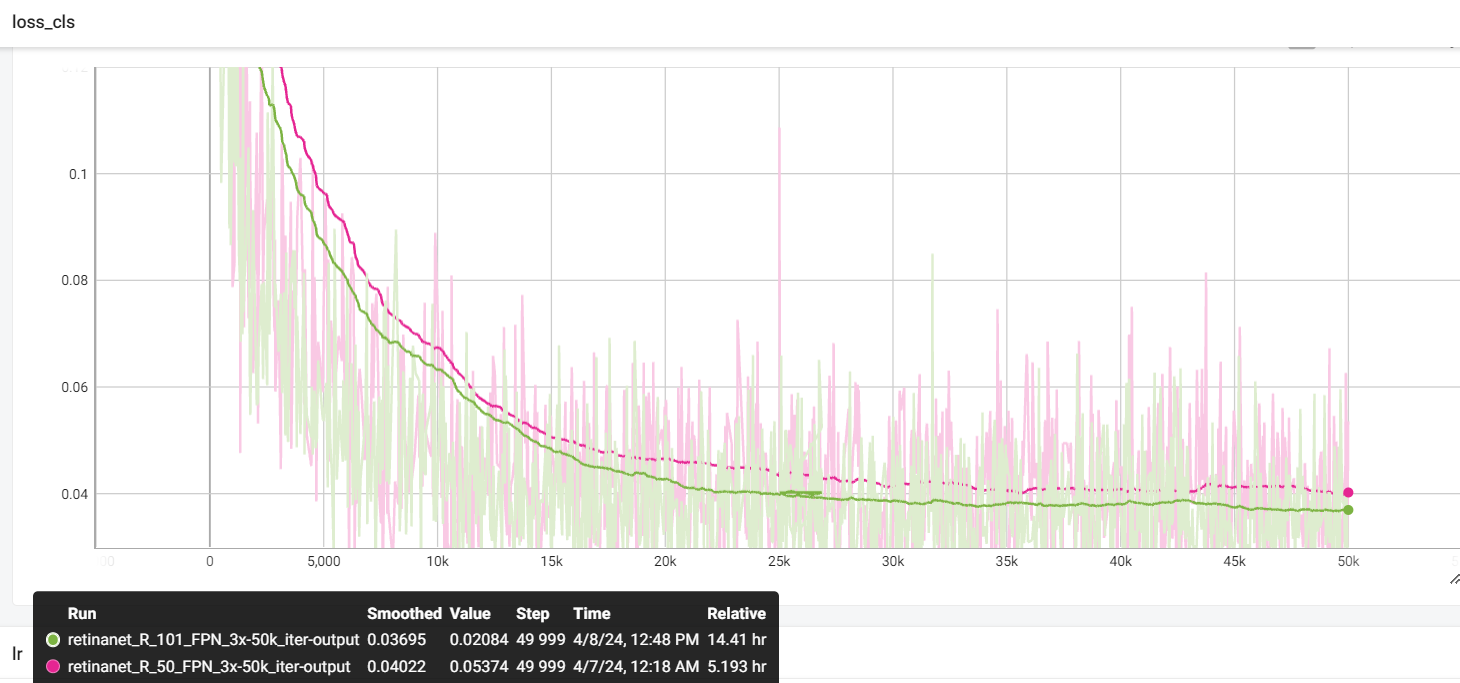 loss_cls
0.12
0.1
0.08
0.06
0.04
0 5,000 10k 15k 20k 25k 30k 35k 40k 45k 50k
Run Smoothed Value Step Time Relative
retinanet_R_101_FPN_3x-50k_iter-output 0.03695 0.02084 49 999 4/8/24, 12:48 PM 14.41 hr
retinanet_R_50_FPN_3x-50k_iter-output 0.04022 0.05374 49 999 4/7/24, 12:18 AM 5.193 hr
lr